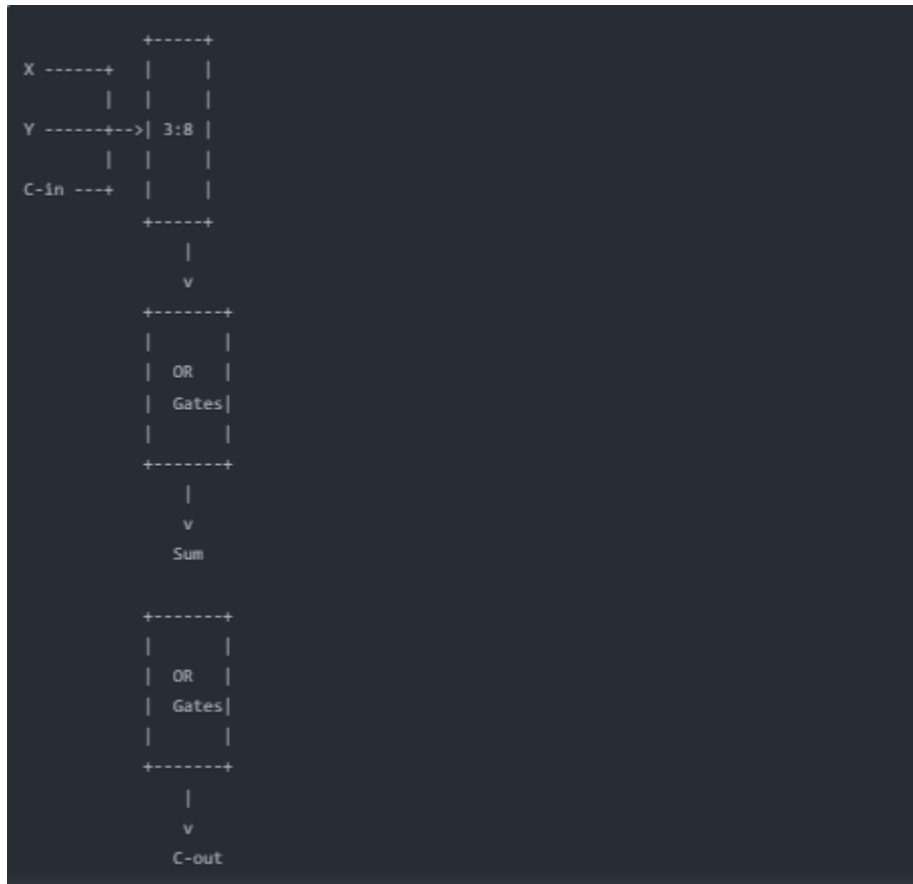 +-----+
X ------+   |     |
        |   |     |
Y ------+-->| 3:8 |
        |   |     |
C-in ---+   |     |
            +-----+
                |
                v
            +-------+
            |       |
            |  OR   |
            |  Gates|
            |       |
            +-------+
                |
                v
               Sum

            +-------+
            |       |
            |  OR   |
            |  Gates|
            |       |
            +-------+
                |
                v
               C-out